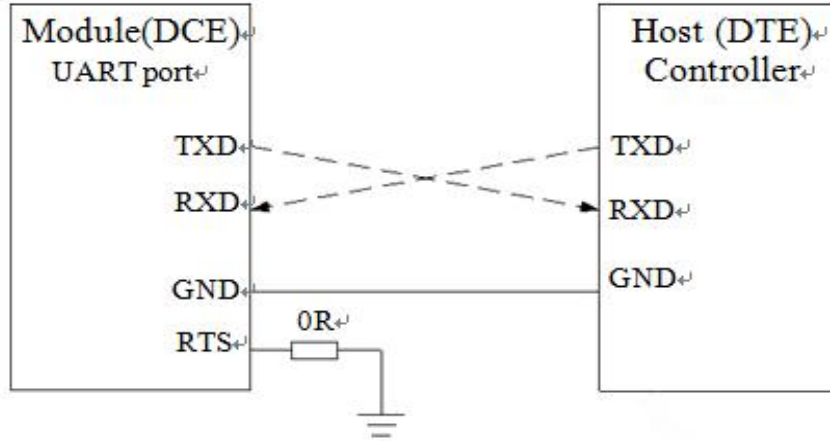 Module(DCE)
UART port
TXD
RXD
GND
RTS
0R
Host (DTE)
Controller
TXD
RXD
GND